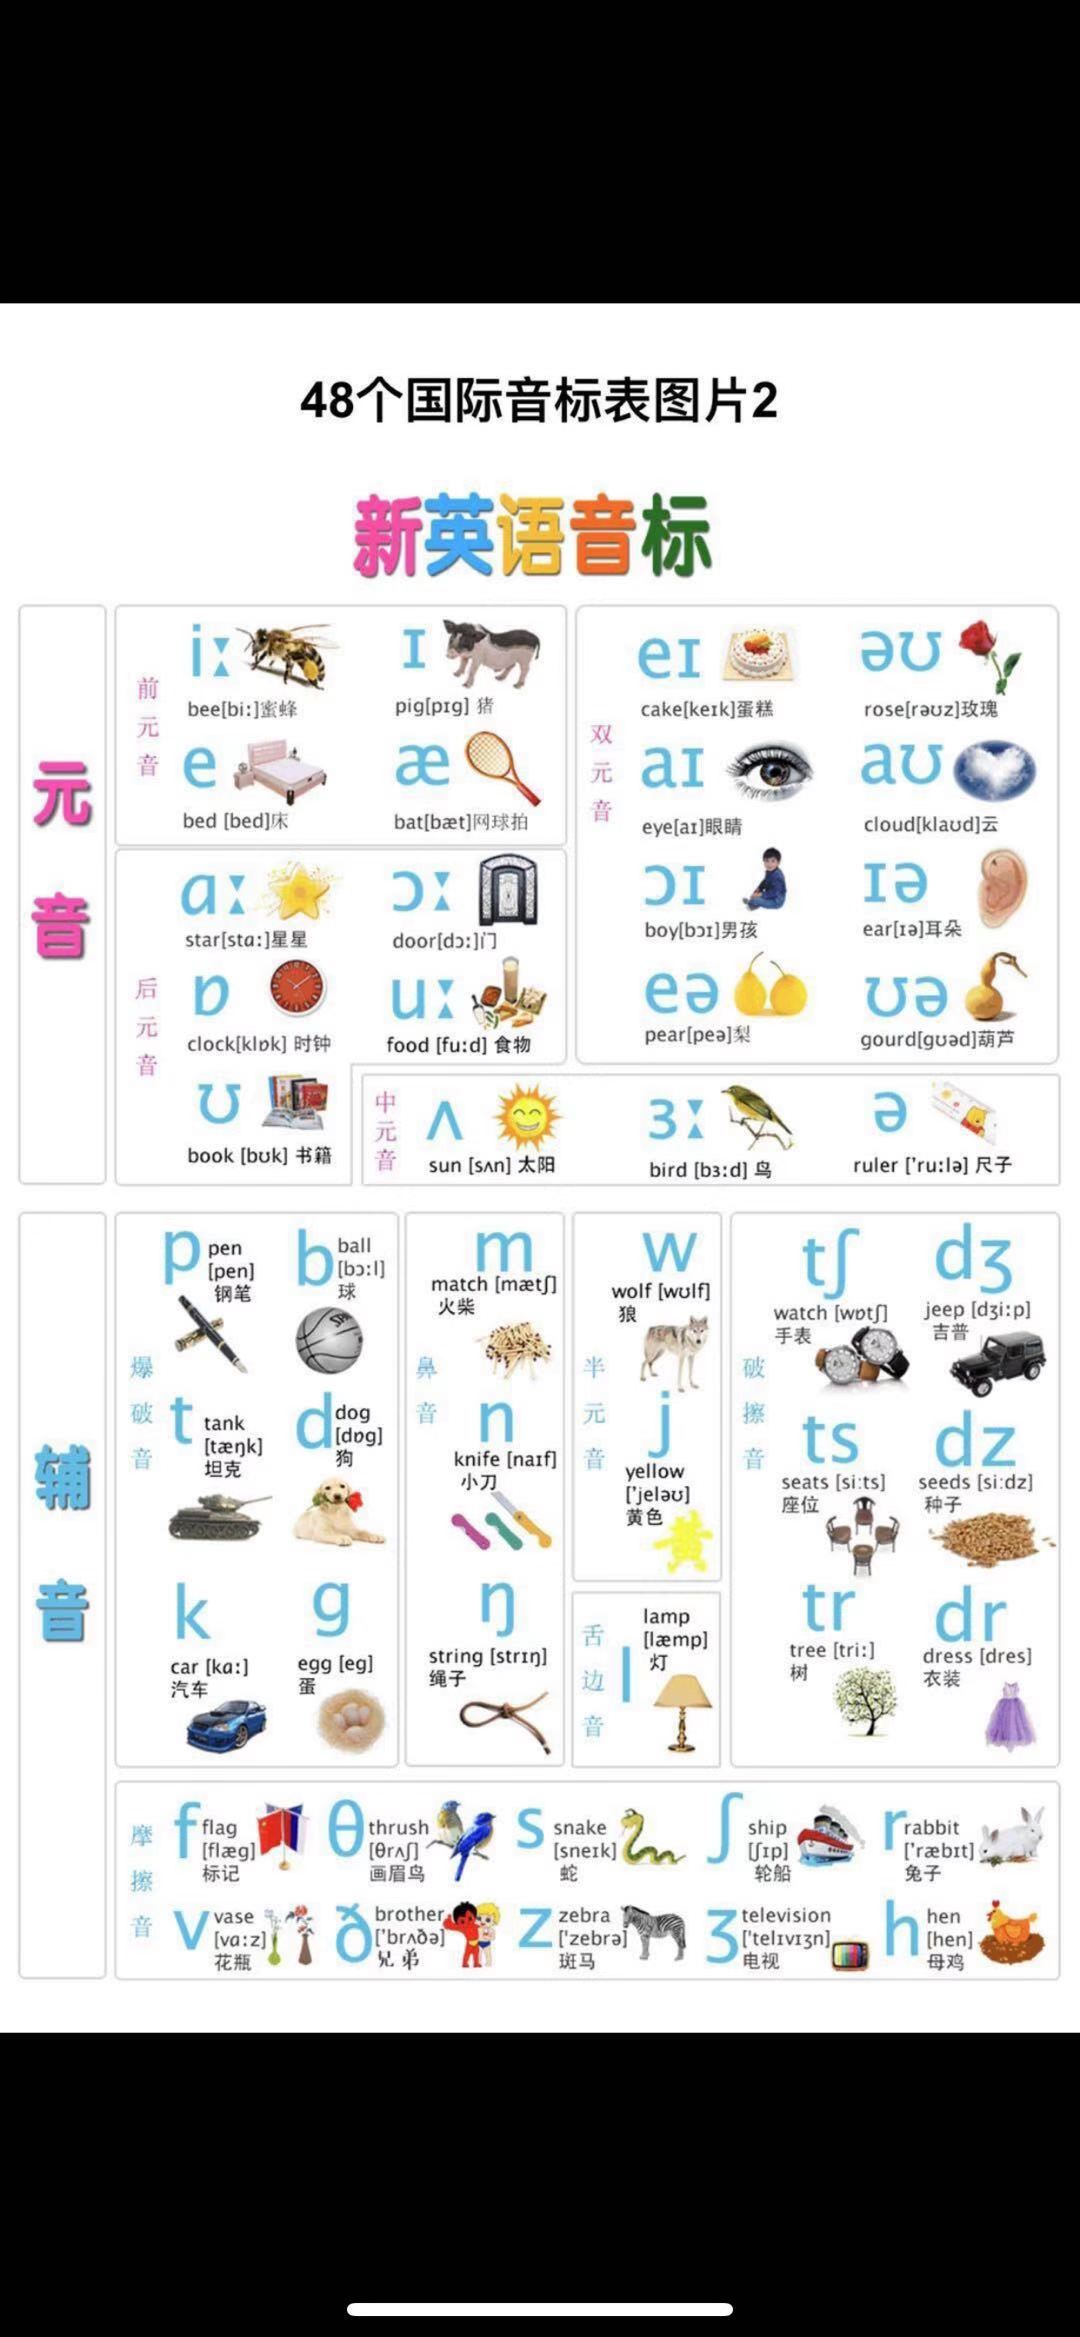 48个国际音标表图片2
新英语音标
元音
前元音
iː
bee[biː]蜜蜂
ɪ
pig[pɪg] 猪
e
bed [bed]床
æ
bat[bæt]网球拍
后元音
ɑː
star[stɑː]星星
ɔː
door[dɔː]门
ɒ
clock[klɒk] 时钟
uː
food [fuːd] 食物
ʊ
book [bʊk] 书籍
双元音
eɪ
cake[keɪk]蛋糕
əʊ
rose[rəʊz]玫瑰
aɪ
eye[aɪ]眼睛
aʊ
cloud[klaʊd]云
ɔɪ
boy[bɔɪ]男孩
ɪə
ear[ɪə]耳朵
eə
pear[peə]梨
ʊə
gourd[gʊəd]葫芦
中元音
ʌ
sun [sʌn] 太阳
ɜː
bird [bɜːd] 鸟
ə
ruler ['ruːlə] 尺子
辅音
爆破音
p
pen
[pen]
钢笔
b
ball
[bɔːl]
球
t
tank
[tæŋk]
坦克
d
dog
[dɒg]
狗
k
car [kɑː]
汽车
g
egg [eg]
蛋
鼻音
m
match [mætʃ]
火柴
n
knife [naɪf]
小刀
ŋ
string [strɪŋ]
绳子
半元音
w
wolf [wʊlf]
狼
j
yellow
['jeləʊ]
黄色
黄
舌边音
l
lamp
[læmp]
灯
破擦音
tʃ
watch [wɒtʃ]
手表
dʒ
jeep [dʒiːp]
吉普
ts
seats [siːts]
座位
dz
seeds [siːdz]
种子
tr
tree [triː]
树
dr
dress [dres]
衣装
摩擦音
f
flag
[flæg]
标记
θ
thrush
[θrʌʃ]
画眉鸟
s
snake
[sneɪk]
蛇
ʃ
ship
[ʃɪp]
轮船
r
rabbit
['ræbɪt]
兔子
v
vase
[vɑːz]
花瓶
ð
brother
['brʌðə]
兄弟
z
zebra
['zebrə]
斑马
ʒ
television
['telɪvɪʒn]
电视
h
hen
[hen]
母鸡